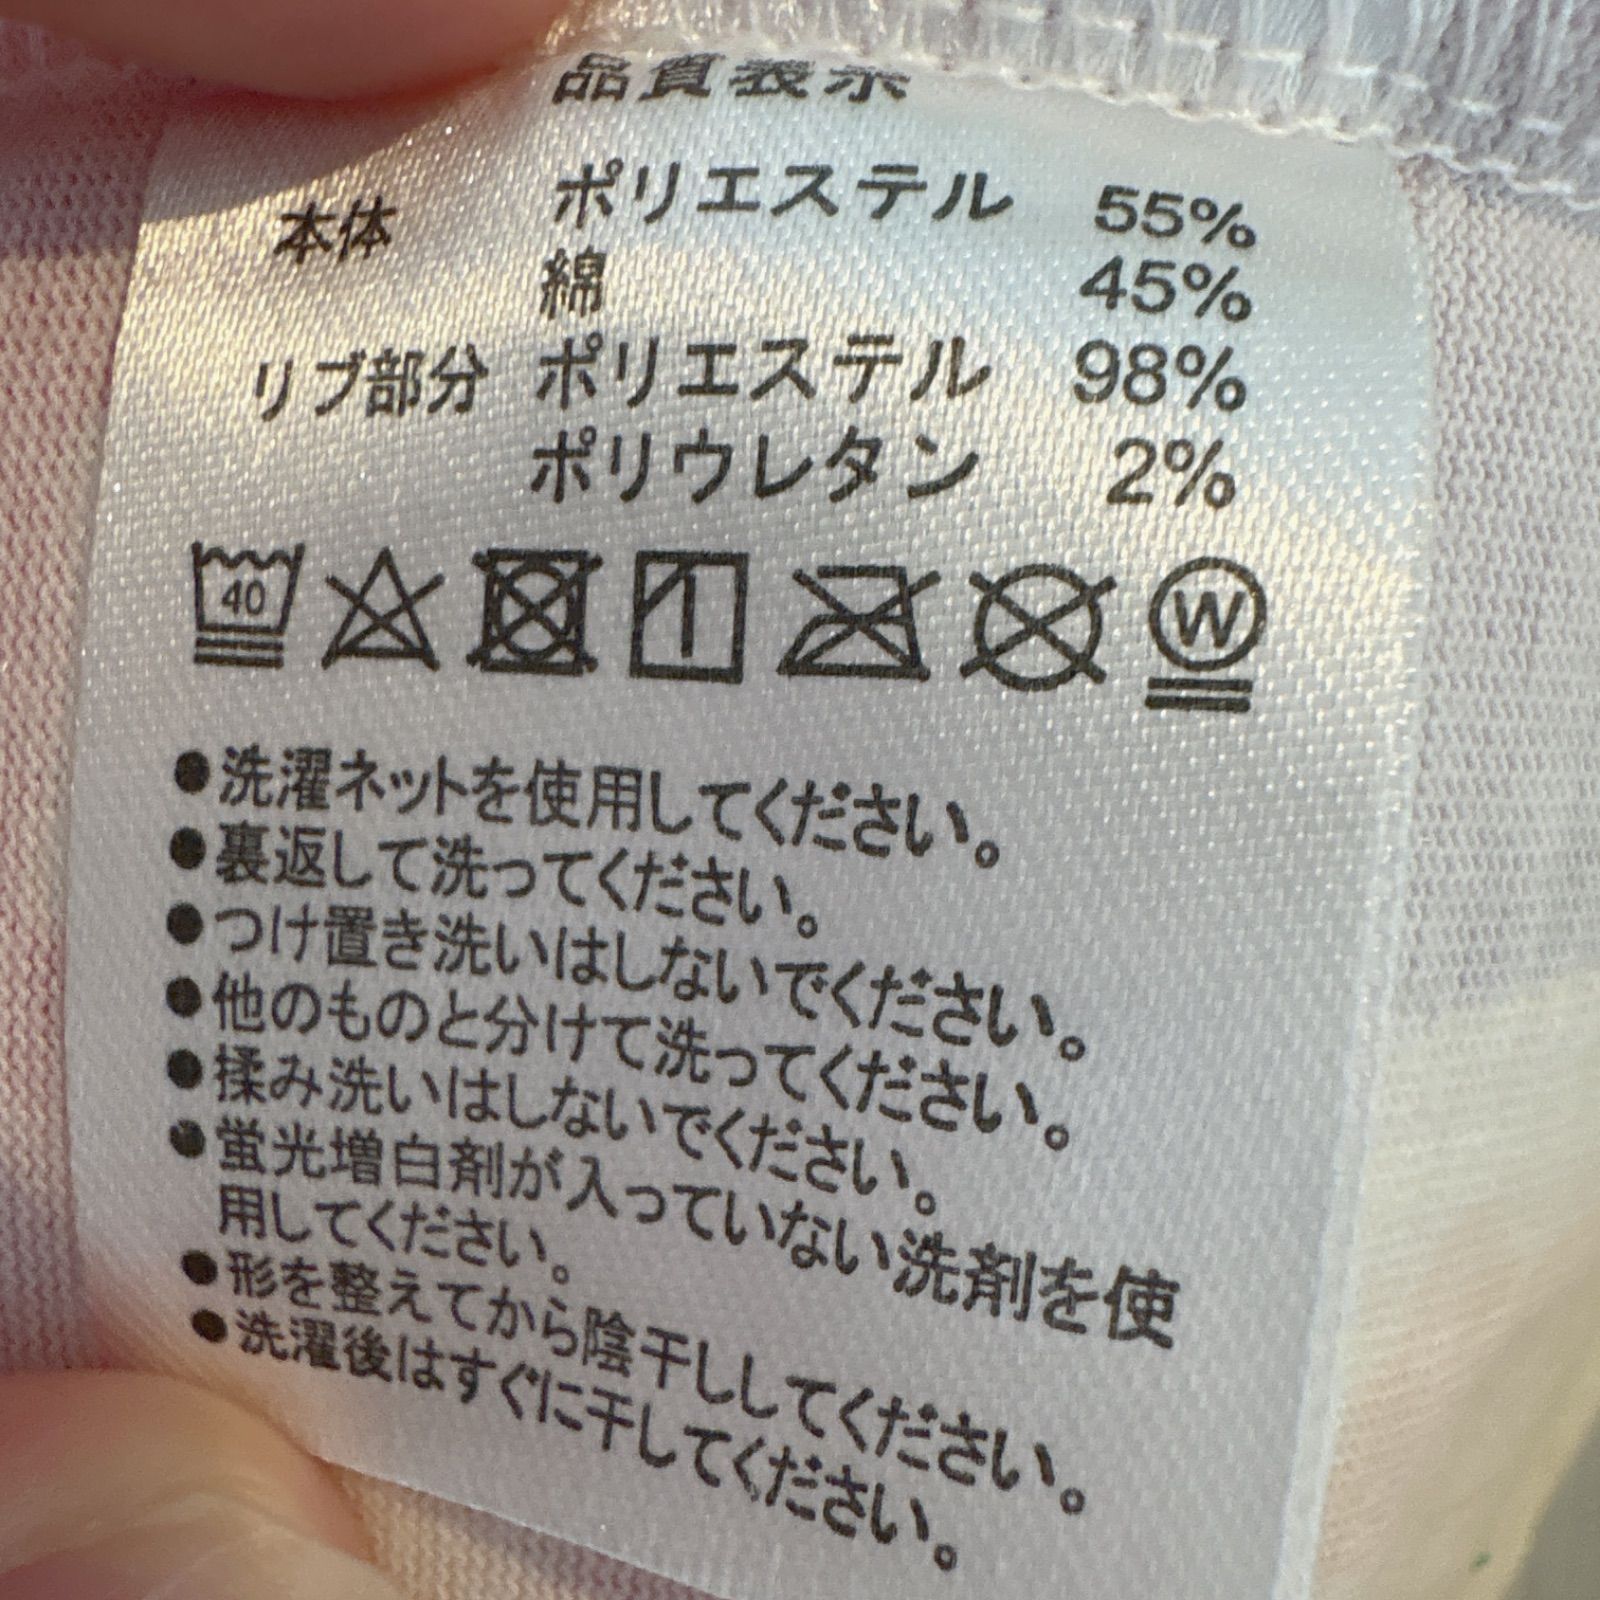 品質表示
本体 ポリエステル 55%
綿 45%
リブ部分 ポリエステル 98%
ポリウレタン 2%
40 W
●洗濯ネットを使用してください。
●裏返して洗ってください。
●つけ置き洗いはしないでください。
●他のものと分けて洗ってください。
●揉み洗いはしないでください。
●蛍光増白剤が入っていない洗剤を使
用してください。
●形を整えてから陰干ししてください。
●洗濯後はすぐに干してください。